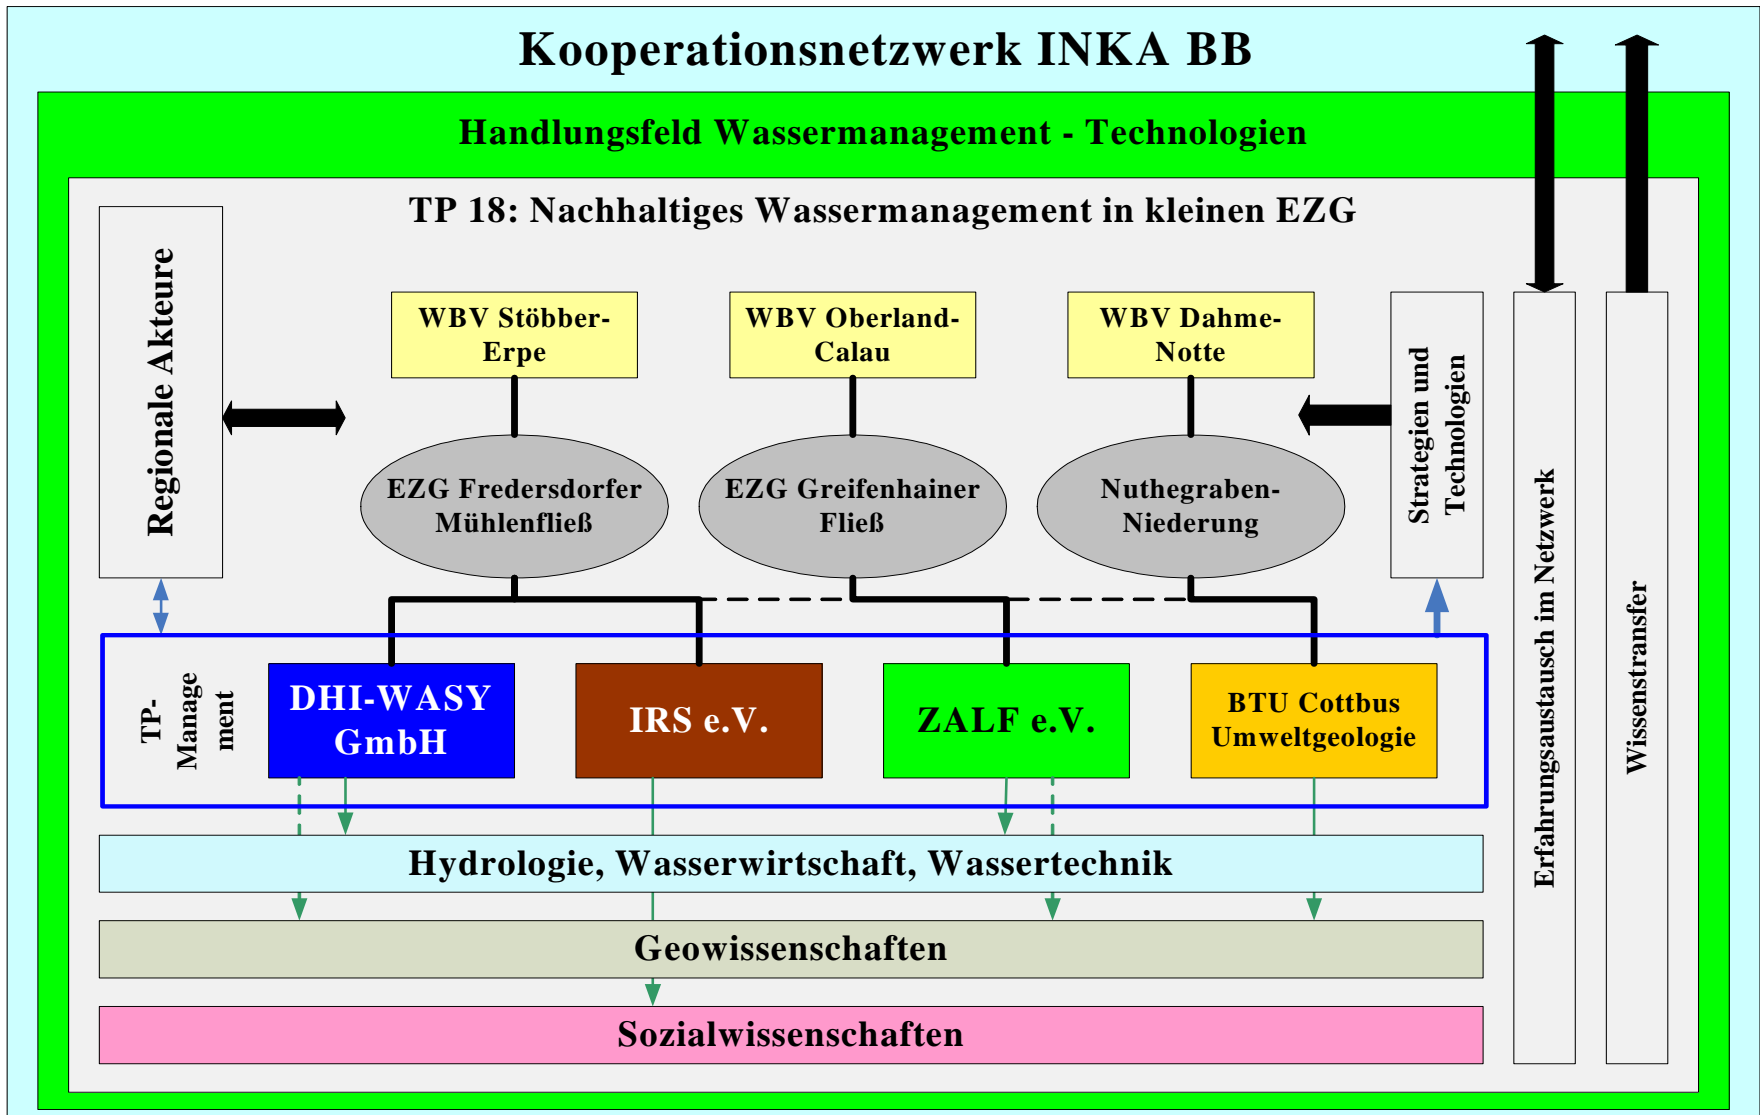 Kooperationsnetzwerk INKA BB
Handlungsfeld Wassermanagement - Technologien
TP 18: Nachhaltiges Wassermanagement in kleinen EZG
Regionale Akteure
WBV Stöbber-
Erpe
WBV Oberland-
Calau
WBV Dahme-
Notte
EZG Fredersdorfer
Mühlenfließ
EZG Greifenhainer
Fließ
Nuthegraben-
Niederung
Strategien und
Technologien
Erfahrungsaustausch im Netzwerk
Wissenstransfer
TP-
Manage
ment
DHI-WASY
GmbH
IRS e.V.
ZALF e.V.
BTU Cottbus
Umweltgeologie
Hydrologie, Wasserwirtschaft, Wassertechnik
Geowissenschaften
Sozialwissenschaften